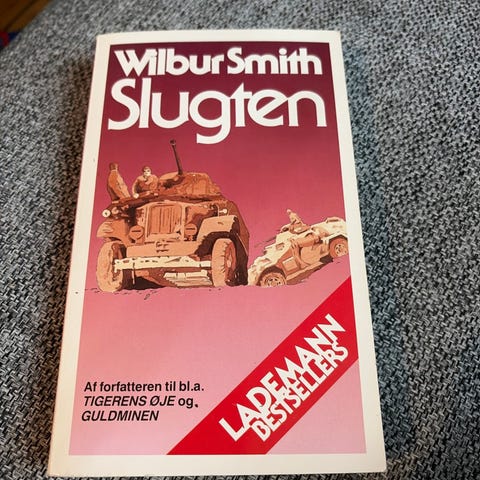 Wilbur Smith
Slugten
Af forfatteren til bl.a.
TIGERENS ØJE og
GULDMINEN
LADEMANN
BESTSELLERS